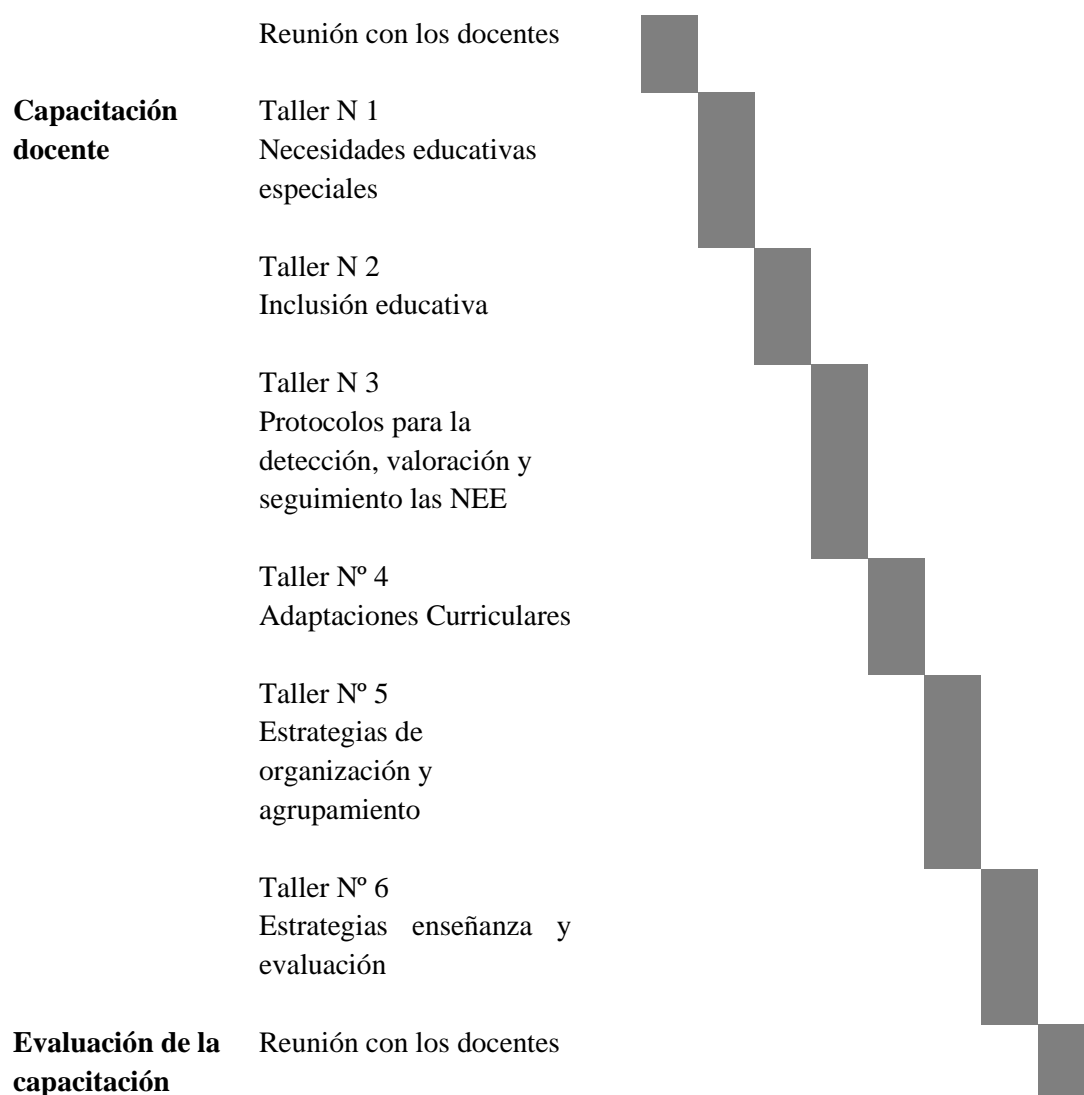 Reunión con los docentes
Capacitación
docente
Taller N 1
Necesidades educativas
especiales
Taller N 2
Inclusión educativa
Taller N 3
Protocolos para la
detección, valoración y
seguimiento las NEE
Taller Nº 4
Adaptaciones Curriculares
Taller Nº 5
Estrategias de
organización y
agrupamiento
Taller Nº 6
Estrategias enseñanza y
evaluación
Evaluación de la
capacitación
Reunión con los docentes